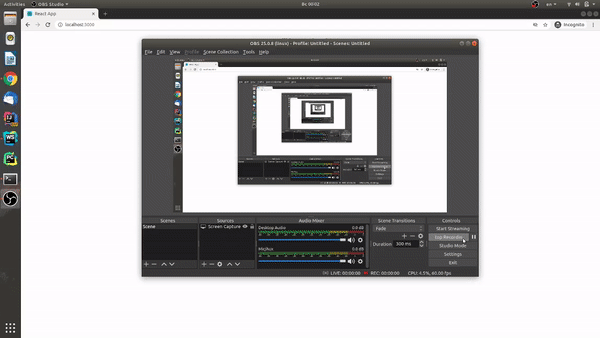 Activities
OBS Studio
Вс 00:02
en
React App
localhost:3000
Incognito
OBS 25.0.8 (linux) - Profile: Untitled - Scenes: Untitled
File Edit View Profile Scene Collection Tools Help
Scenes
Sources
Audio Mixer
Scene Transitions
Controls
Scene
Screen Capture
Desktop Audio
0.0 dB
Fade
Start Streaming
Mic/Aux
0.0 dB
Duration
300 ms
Studio Mode
Settings
Exit
LIVE: 00:00:00
REC: 00:00:00
CPU: 4.5%, 60.00 fps